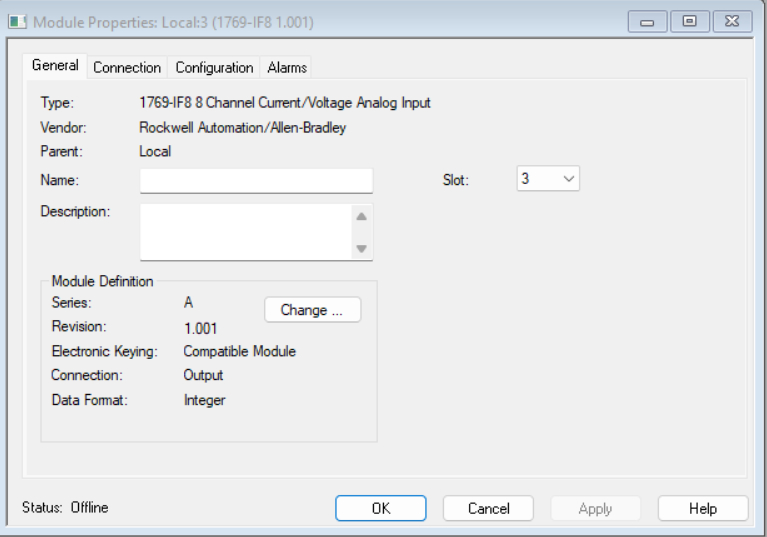 Module Properties: Local:3 (1769-IF8 1.001)
General Connection Configuration Alarms
Type: 1769-IF8 8 Channel Current/Voltage Analog Input
Vendor: Rockwell Automation/Allen-Bradley
Parent: Local
Name: Slot: 3
Description:
Module Definition
Series: A Change ...
Revision: 1.001
Electronic Keying: Compatible Module
Connection: Output
Data Format: Integer
Status: Offline OK Cancel Apply Help